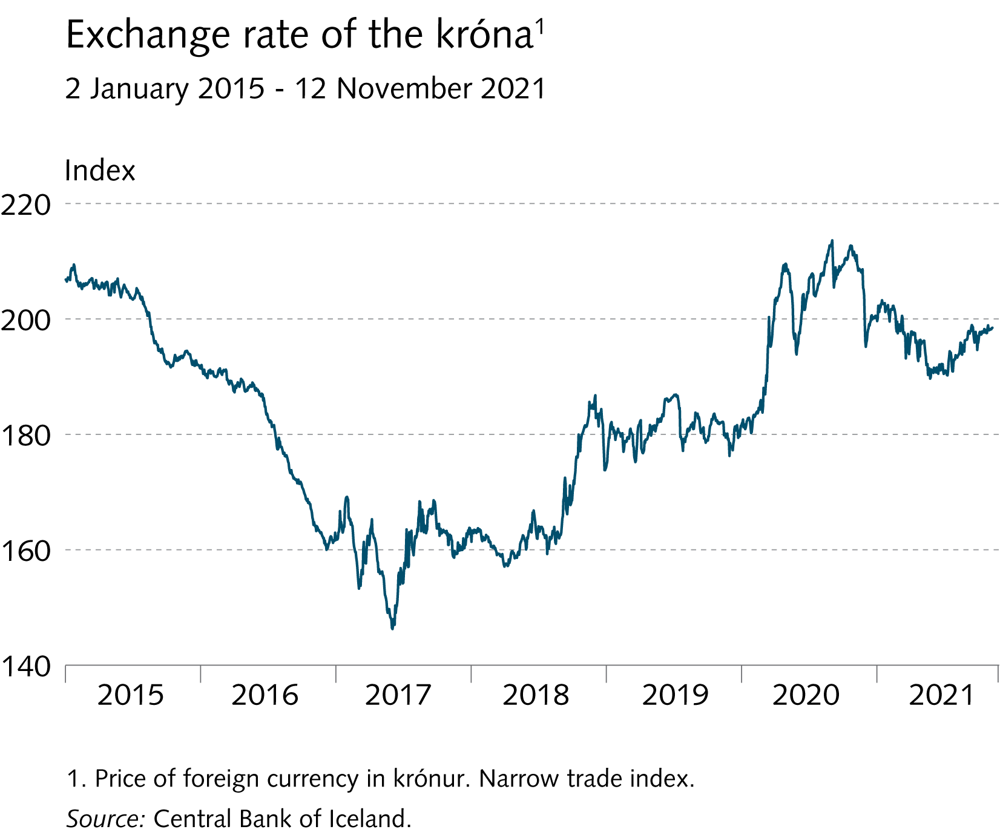 Exchange rate of the króna¹
2 January 2015 - 12 November 2021
Index
220
200
180
160
140
2015 2016 2017 2018 2019 2020 2021
1. Price of foreign currency in krónur. Narrow trade index.
Source: Central Bank of Iceland.